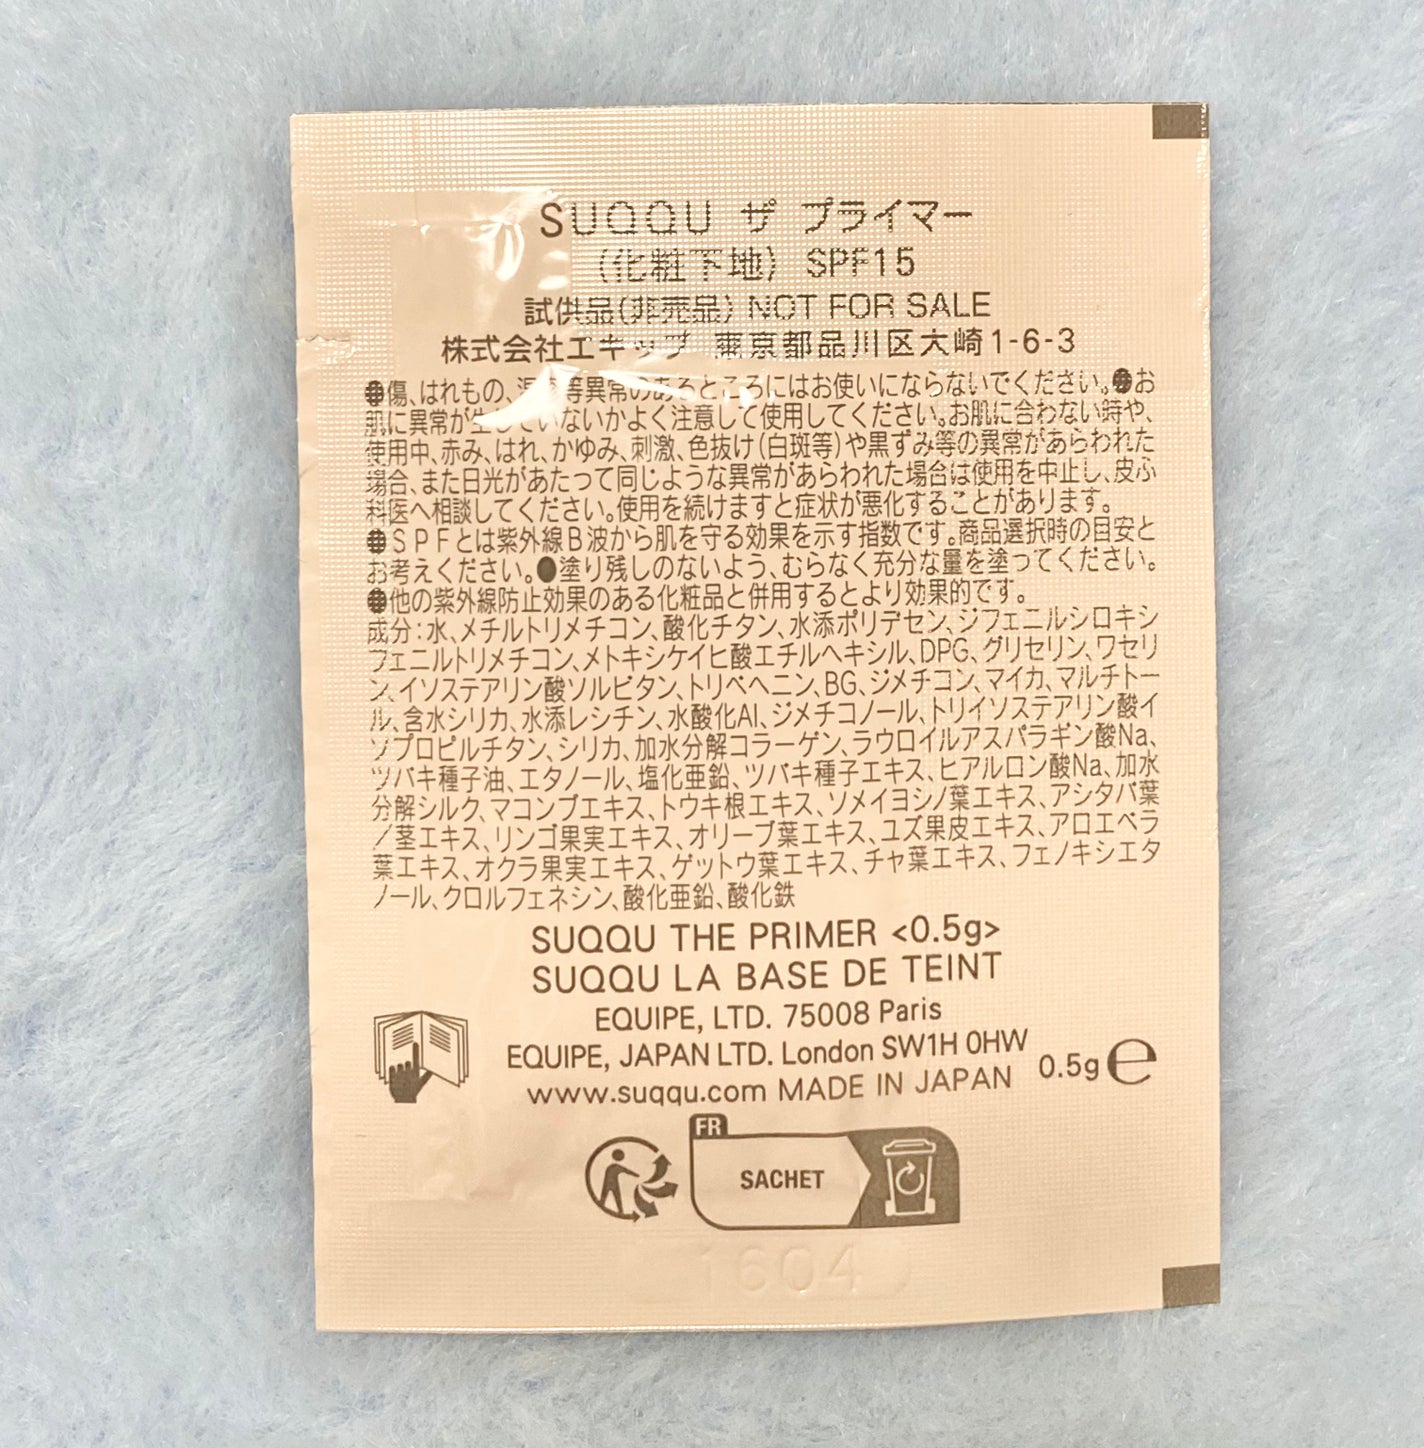 SUQQU ザ プライマー
(化粧下地) SPF15
試供品(非売品) NOT FOR SALE
株式会社エキップ 東京都品川区大崎1-6-3
●傷、はれもの、湿疹等異常のあるところにはお使いにならないでください。●お
肌に異常が生じていないかよく注意して使用してください。お肌に合わない時や、
使用中、赤み、はれ、かゆみ、刺激、色抜け(白斑等)や黒ずみ等の異常があらわれた
場合、また日光があたって同じような異常があらわれた場合は使用を中止し、皮ふ
科医へ相談してください。使用を続けますと症状が悪化することがあります。
●SPFとは紫外線B波から肌を守る効果を示す指数です。商品選択時の目安と
お考えください。●塗り残しのないよう、むらなく充分な量を塗ってください。
●他の紫外線防止効果のある化粧品と併用するとより効果的です。
成分:水、メチルトリメチコン、酸化チタン、水添ポリデセン、ジフェニルシロキシ
フェニルトリメチコン、メトキシケイヒ酸エチルヘキシル、DPG、グリセリン、ワセリ
ン、イソステアリン酸ソルビタン、トリベヘニン、BG、ジメチコン、マイカ、マルチトー
ル、含水シリカ、水添レシチン、水酸化Al、ジメチコノール、トリイソステアリン酸イ
ソプロピルチタン、シリカ、加水分解コラーゲン、ラウロイルアスパラギン酸Na、
ツバキ種子油、エタノール、塩化亜鉛、ツバキ種子エキス、ヒアルロン酸Na、加水
分解シルク、マコンブエキス、トウキ根エキス、ソメイヨシノ葉エキス、アシタバ葉
/茎エキス、リンゴ果実エキス、オリーブ葉エキス、ユズ果皮エキス、アロエベラ
葉エキス、オクラ果実エキス、ゲットウ葉エキス、チャ葉エキス、フェノキシエタ
ノール、クロルフェネシン、酸化亜鉛、酸化鉄
SUQQU THE PRIMER <0.5g>
SUQQU LA BASE DE TEINT
EQUIPE, LTD. 75008 Paris
EQUIPE, JAPAN LTD. London SW1H 0HW
www.suqqu.com MADE IN JAPAN
0.5g ℮
FR
SACHET
1604